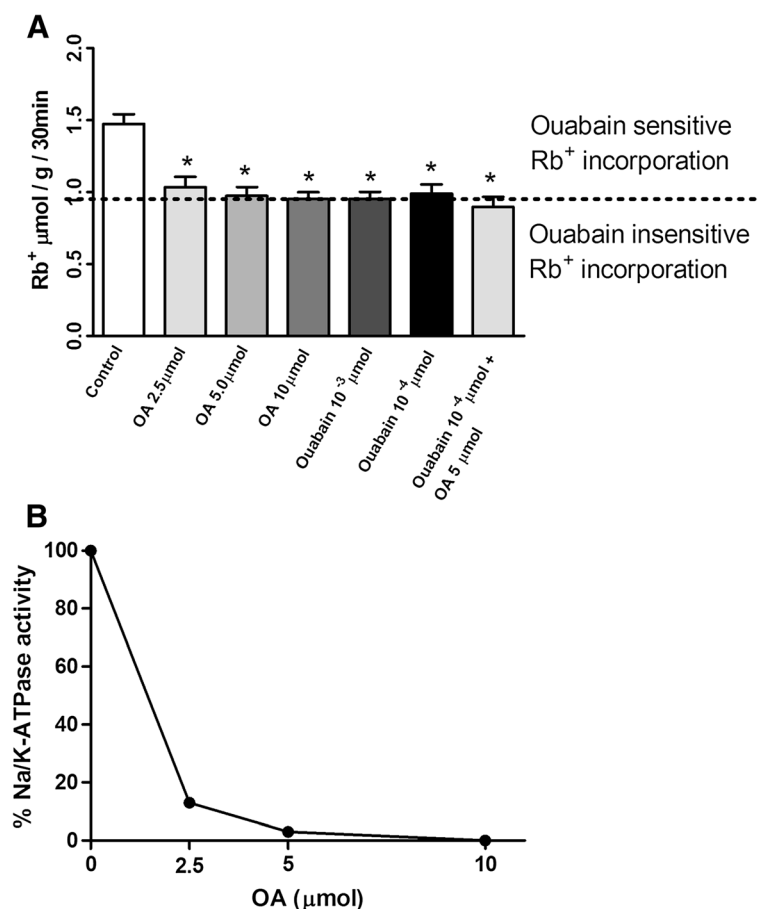 A
Rb+ μmol / g / 30min
2.0
1.5
1.0
0.5
0.0
* * * * * *
Ouabain sensitive
Rb+ incorporation
Ouabain insensitive
Rb+ incorporation
Control
OA 2.5μmol
OA 5.0μmol
OA 10μmol
Ouabain 10-3 μmol
Ouabain 10-4 μmol
Ouabain 10-4 μmol +
OA 5 μmol
B
% Na/K-ATPase activity
100
80
60
40
20
0
0 2.5 5 10
OA (μmol)